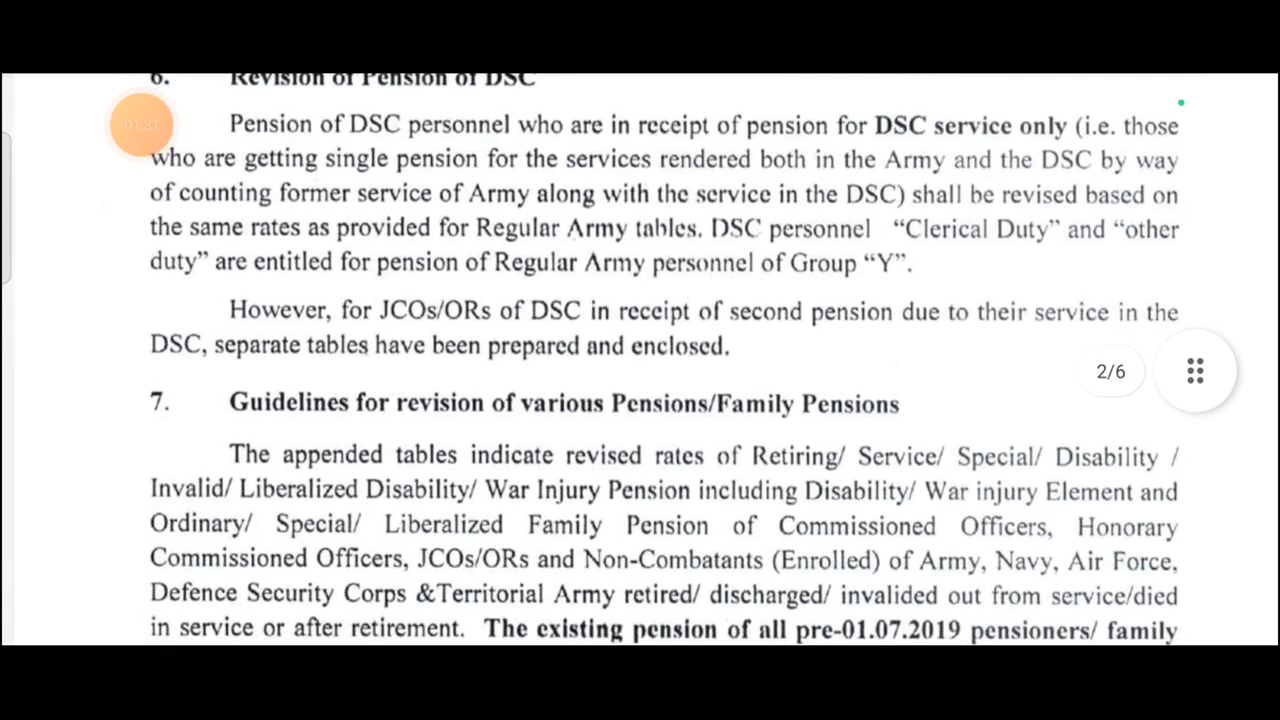 6. Revision of Pension of DSC
01:31
Pension of DSC personnel who are in receipt of pension for DSC service only (i.e. those
who are getting single pension for the services rendered both in the Army and the DSC by way
of counting former service of Army along with the service in the DSC) shall be revised based on
the same rates as provided for Regular Army tables. DSC personnel “Clerical Duty” and “other
duty” are entitled for pension of Regular Army personnel of Group “Y”.
However, for JCOs/ORs of DSC in receipt of second pension due to their service in the
DSC, separate tables have been prepared and enclosed.
2/6
7. Guidelines for revision of various Pensions/Family Pensions
The appended tables indicate revised rates of Retiring/ Service/ Special/ Disability /
Invalid/ Liberalized Disability/ War Injury Pension including Disability/ War injury Element and
Ordinary/ Special/ Liberalized Family Pension of Commissioned Officers, Honorary
Commissioned Officers, JCOs/ORs and Non-Combatants (Enrolled) of Army, Navy, Air Force,
Defence Security Corps &Territorial Army retired/ discharged/ invalided out from service/died
in service or after retirement. The existing pension of all pre-01.07.2019 pensioners/ family